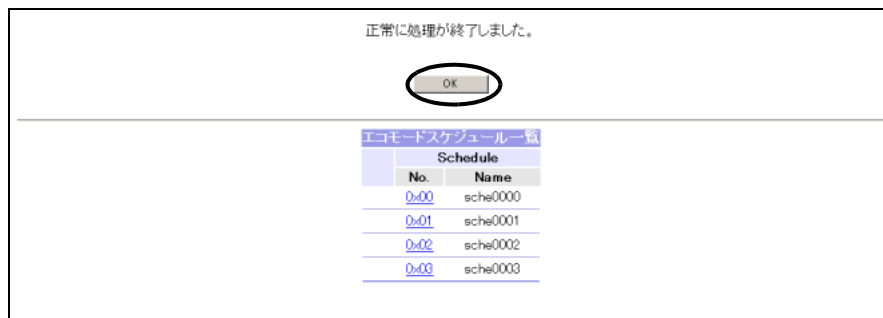 正常に処理が終了しました。
OK
エコモードスケジュール一覧
Schedule
No. Name
0x00 sche0000
0x01 sche0001
0x02 sche0002
0x03 sche0003